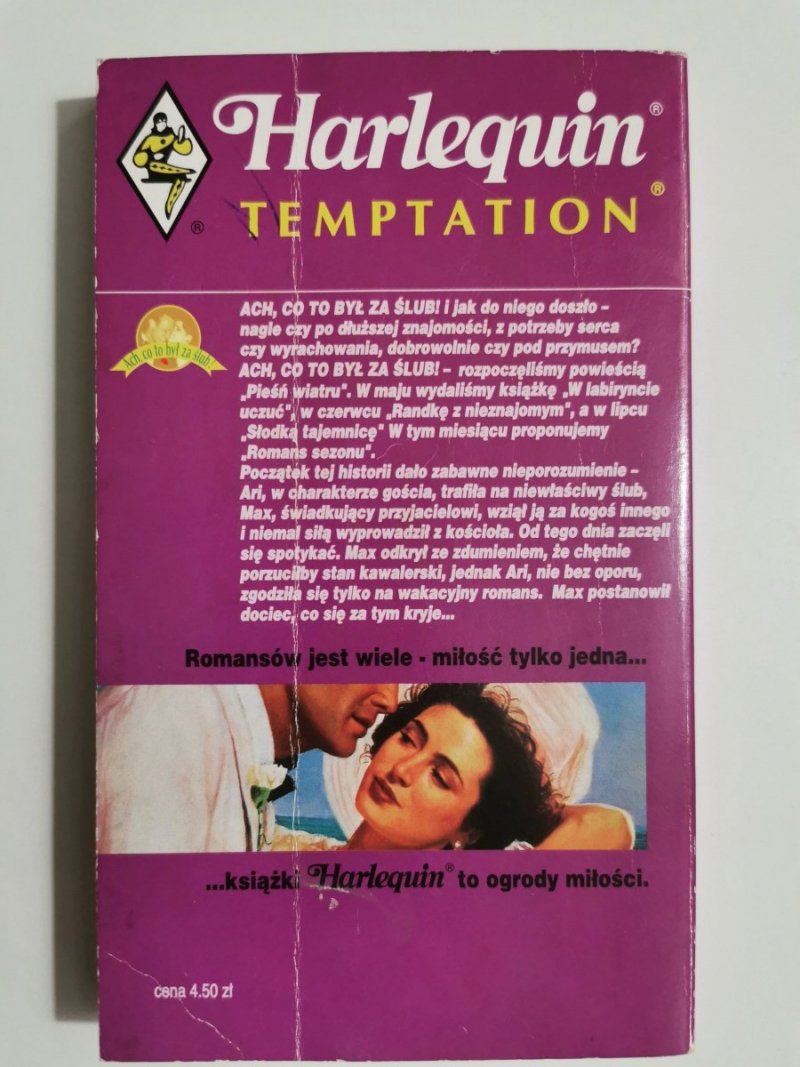 Harlequin®
TEMPTATION®
®
Ach, co to był za ślub!
ACH, CO TO BYŁ ZA ŚLUB! i jak do niego doszło –
nagle czy po dłuższej znajomości, z potrzeby serca
czy wyrachowania, dobrowolnie czy pod przymusem?
ACH, CO TO BYŁ ZA ŚLUB! – rozpoczęliśmy powieścią
„Pieśń wiatru". W maju wydaliśmy książkę „W labiryncie
uczuć", w czerwcu „Randkę z nieznajomym", a w lipcu
„Słodką tajemnicę" W tym miesiącu proponujemy
„Romans sezonu".
Początek tej historii dało zabawne nieporozumienie –
Ari, w charakterze gościa, trafiła na niewłaściwy ślub,
Max, świadkujący przyjacielowi, wziął ją za kogoś innego
i niemal siłą wyprowadził z kościoła. Od tego dnia zaczęli
się spotykać. Max odkrył ze zdumieniem, że chętnie
porzuciłby stan kawalerski, jednak Ari, nie bez oporu,
zgodziła się tylko na wakacyjny romans. Max postanowił
dociec, co się za tym kryje...
Romansów jest wiele - miłość tylko jedna...
...książki Harlequin® to ogrody miłości.
cena 4.50 zł